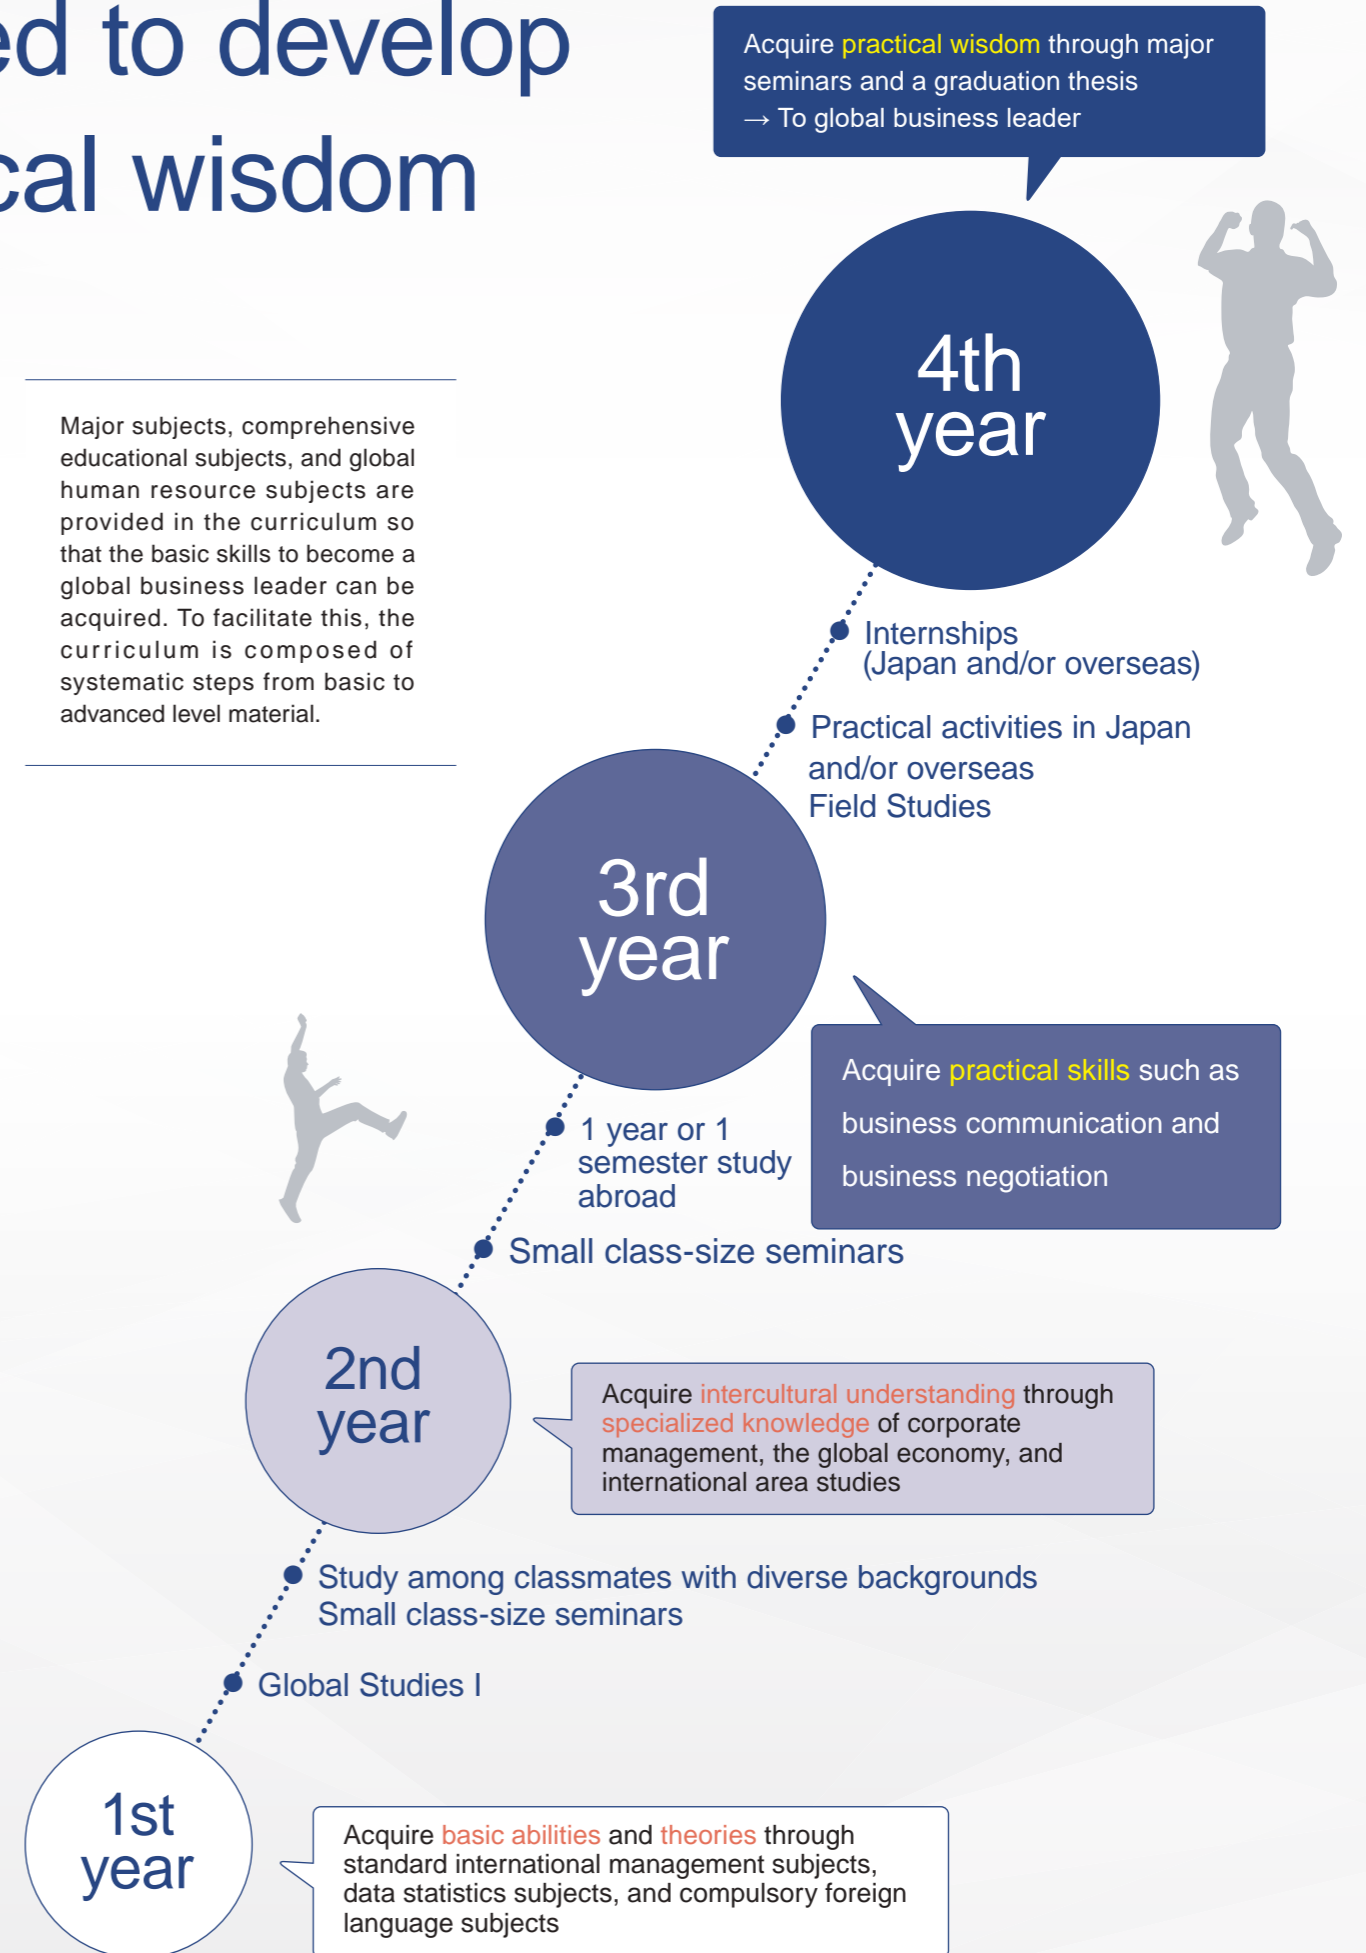 ed to develop
cal wisdom
Acquire practical wisdom through major
seminars and a graduation thesis
→ To global business leader
4th
year
Major subjects, comprehensive
educational subjects, and global
human resource subjects are
provided in the curriculum so
that the basic skills to become a
global business leader can be
acquired. To facilitate this, the
curriculum is composed of
systematic steps from basic to
advanced level material.
Internships
(Japan and/or overseas)
Practical activities in Japan
and/or overseas
Field Studies
3rd
year
Acquire practical skills such as
business communication and
business negotiation
1 year or 1
semester study
abroad
Small class-size seminars
2nd
year
Acquire intercultural understanding through
specialized knowledge of corporate
management, the global economy, and
international area studies
Study among classmates with diverse backgrounds
Small class-size seminars
Global Studies I
1st
year
Acquire basic abilities and theories through
standard international management subjects,
data statistics subjects, and compulsory foreign
language subjects